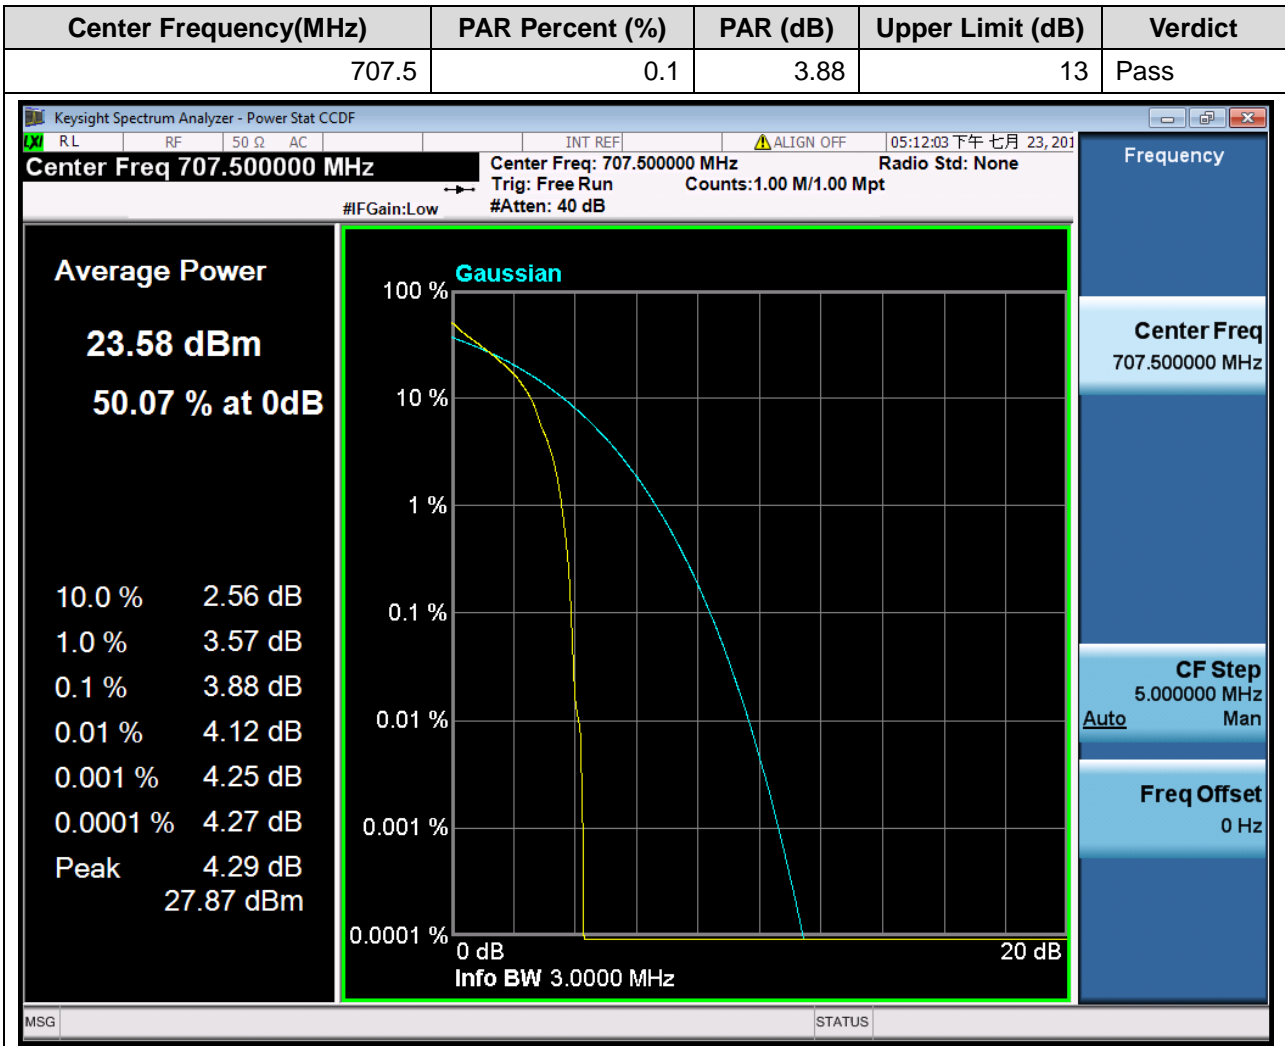 Center Frequency(MHz) PAR Percent (%) PAR (dB) Upper Limit (dB) Verdict
707.5 0.1 3.88 13 Pass
Keysight Spectrum Analyzer - Power Stat CCDF
LXI RL RF 50 Ω AC INT REF ALIGN OFF 05:12:03 下午 七月 23, 201
Center Freq 707.500000 MHz
Center Freq: 707.500000 MHz Radio Std: None
Trig: Free Run Counts:1.00 M/1.00 Mpt
#IFGain:Low #Atten: 40 dB
Average Power
23.58 dBm
50.07 % at 0dB
10.0 % 2.56 dB
1.0 % 3.57 dB
0.1 % 3.88 dB
0.01 % 4.12 dB
0.001 % 4.25 dB
0.0001 % 4.27 dB
Peak 4.29 dB
27.87 dBm
Gaussian
100 %
10 %
1 %
0.1 %
0.01 %
0.001 %
0.0001 %
0 dB 20 dB
Info BW 3.0000 MHz
Frequency
Center Freq
707.500000 MHz
CF Step
5.000000 MHz
Auto Man
Freq Offset
0 Hz
MSG STATUS